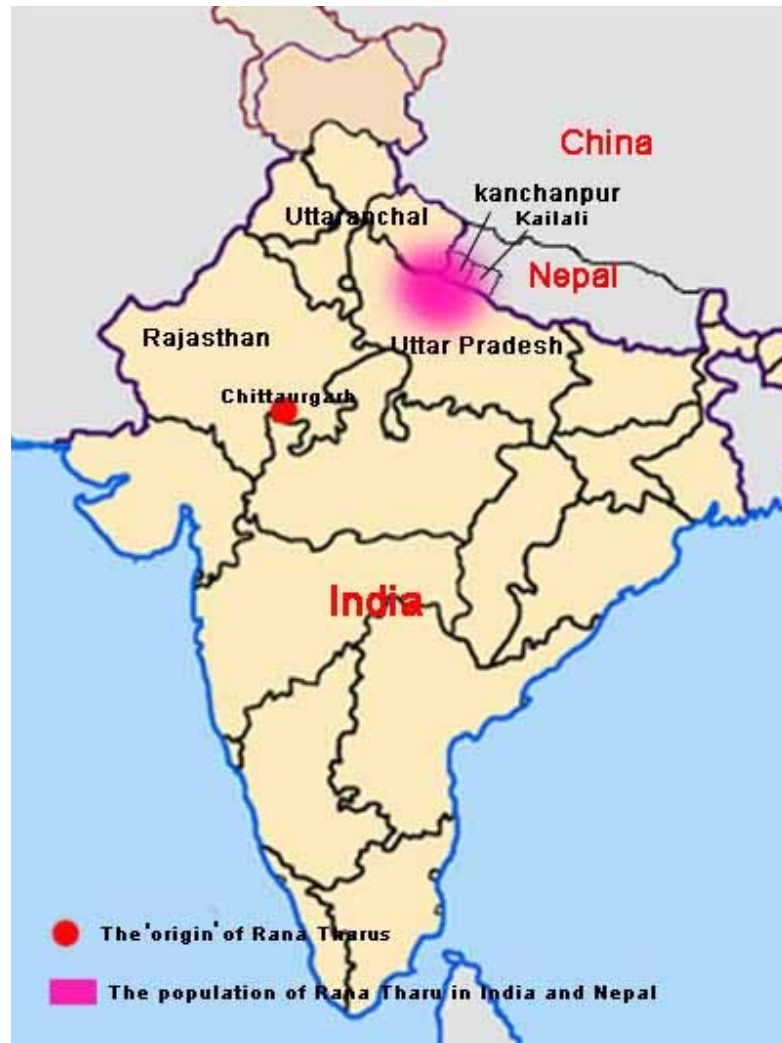 China
kanchanpur
Uttaranchal
Kailali
Nepal
Rajasthan
Uttar Pradesh
Chittaurgarh
India
The 'origin' of Rana Tharus
The population of Rana Tharu in India and Nepal